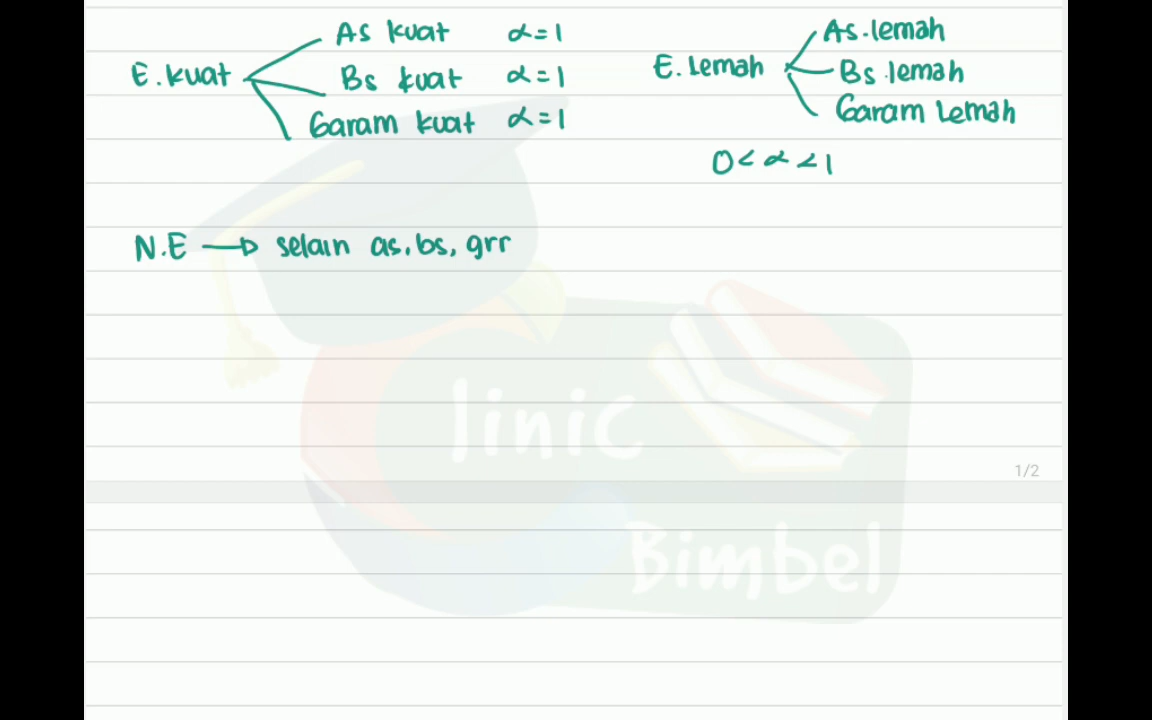 E. kuat
As kuat α = 1
Bs kuat α = 1
Garam kuat α = 1
E. Lemah
As. lemah
Bs. lemah
Garam Lemah
0 < α < 1
N.E → selain as, bs, grr
1/2
linic
Bimbel